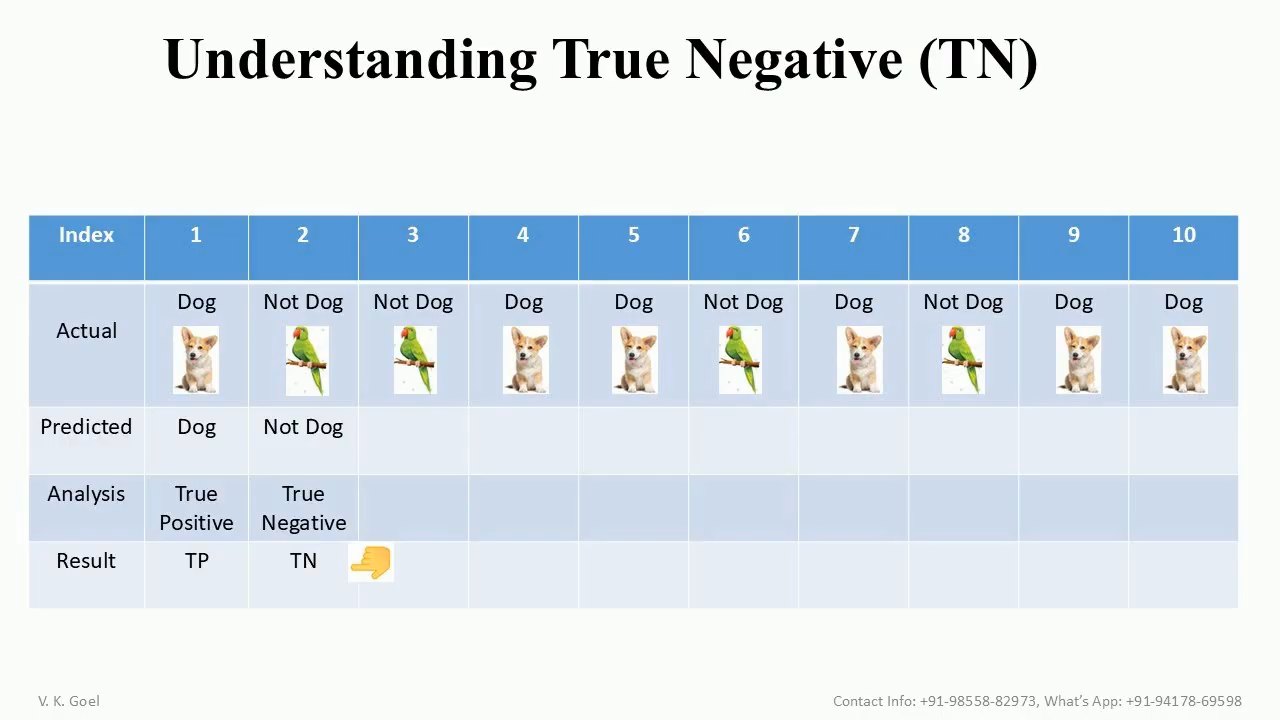 Understanding True Negative (TN)
Index 1 2 3 4 5 6 7 8 9 10
Actual Dog Not Dog Not Dog Dog Dog Not Dog Dog Not Dog Dog Dog
Predicted Dog Not Dog
Analysis True Positive True Negative
Result TP TN
V. K. Goel
Contact Info: +91-98558-82973, What’s App: +91-94178-69598